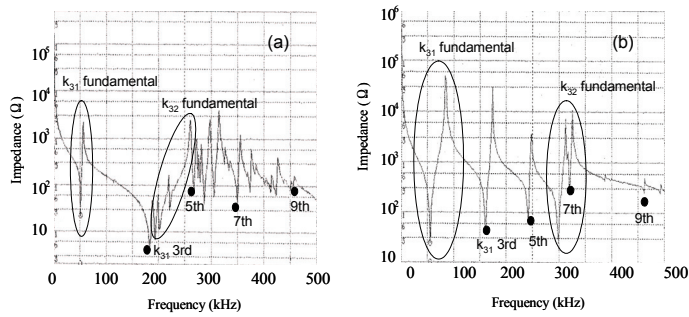 (a)
k31 fundamental
k32 fundamental
10^5
10^4
10^3
10^2
10
Impedance (Ω)
5th
7th
9th
k31 3rd
0 100 200 300 400 500
Frequency (kHz)
(b)
k31 fundamental
k32 fundamental
10^6
10^5
10^4
10^3
10^2
10
Impedance (Ω)
k31 3rd
5th
7th
9th
0 100 200 300 400 500
Frequency (kHz)